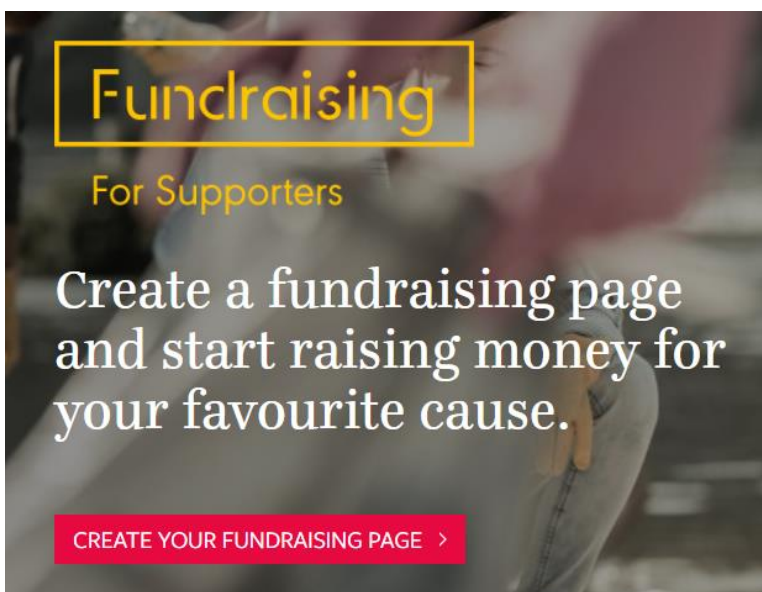 Fundraising
For Supporters
Create a fundraising page
and start raising money for
your favourite cause.
CREATE YOUR FUNDRAISING PAGE >